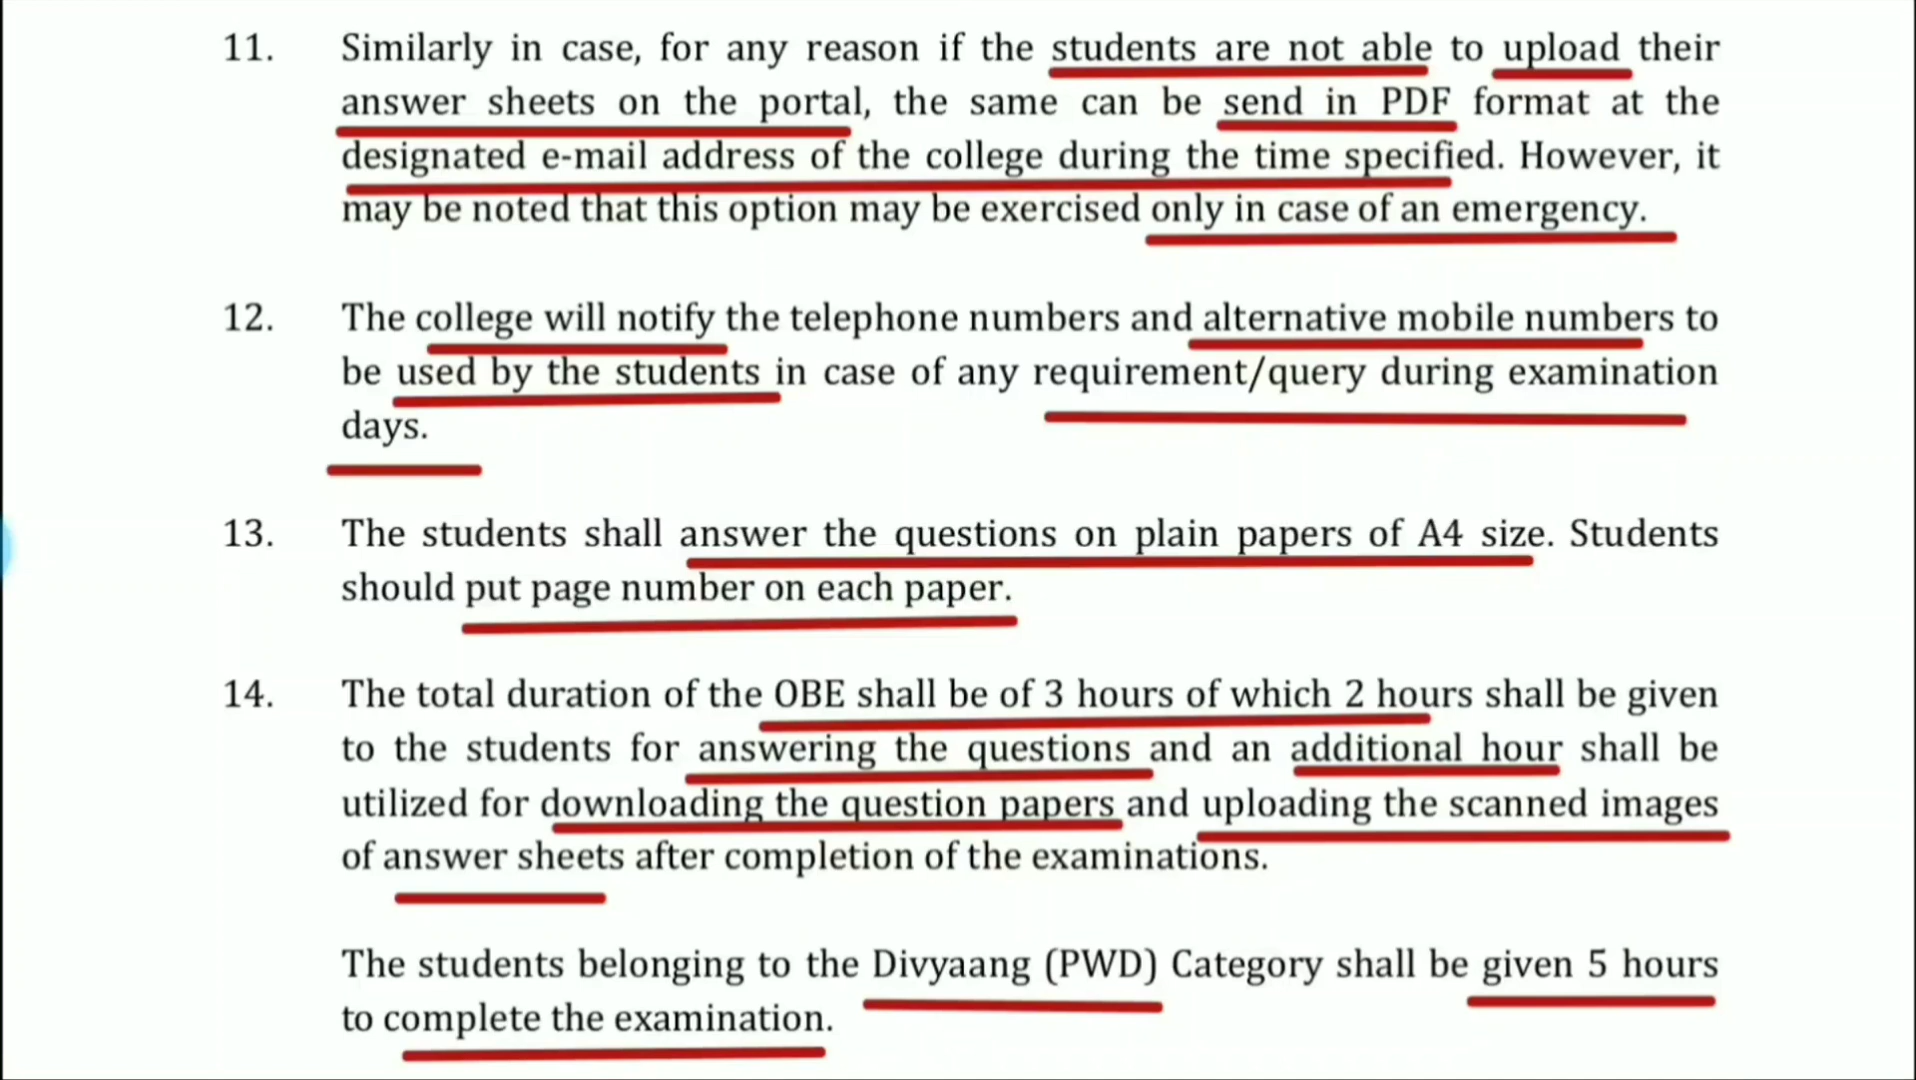 11. Similarly in case, for any reason if the students are not able to upload their
answer sheets on the portal, the same can be send in PDF format at the
designated e-mail address of the college during the time specified. However, it
may be noted that this option may be exercised only in case of an emergency.
12. The college will notify the telephone numbers and alternative mobile numbers to
be used by the students in case of any requirement/query during examination
days.
13. The students shall answer the questions on plain papers of A4 size. Students
should put page number on each paper.
14. The total duration of the OBE shall be of 3 hours of which 2 hours shall be given
to the students for answering the questions and an additional hour shall be
utilized for downloading the question papers and uploading the scanned images
of answer sheets after completion of the examinations.
The students belonging to the Divyaang (PWD) Category shall be given 5 hours
to complete the examination.